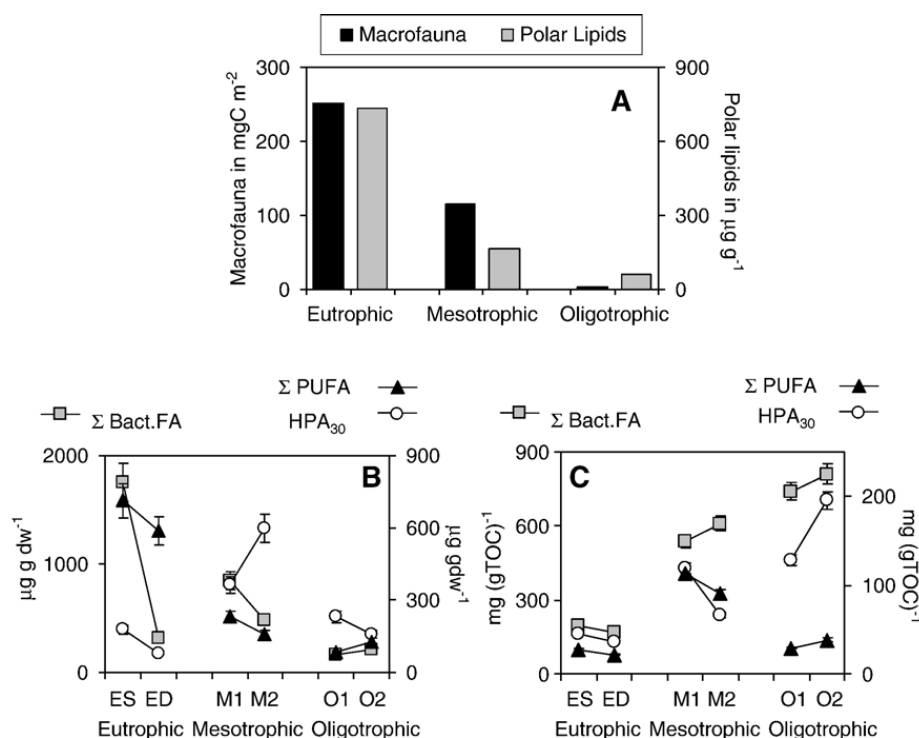 Macrofauna Polar Lipids
A
Macrofauna in mgC m-2
300
200
100
0
900
600
300
0
Polar lipids in µg g-1
Eutrophic Mesotrophic Oligotrophic
Σ Bact.FA
Σ PUFA
HPA30
B
µg g dw-1
2000
1000
0
900
600
300
0
µg gdw-1
ES ED M1 M2 O1 O2
Eutrophic Mesotrophic Oligotrophic
Σ Bact.FA
Σ PUFA
HPA30
C
mg (gTOC)-1
900
600
300
0
200
100
0
mg (gTOC)-1
ES ED M1 M2 O1 O2
Eutrophic Mesotrophic Oligotrophic